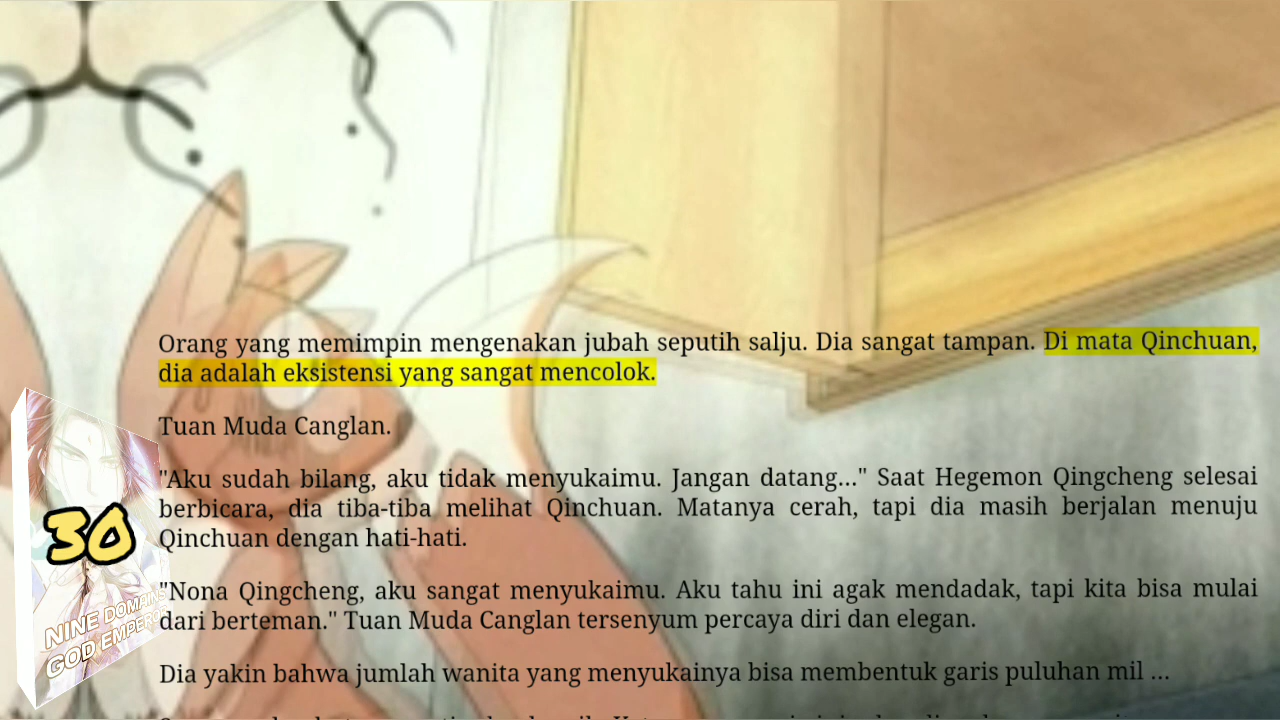 Orang yang memimpin mengenakan jubah seputih salju. Dia sangat tampan. Di mata Qinchuan,
dia adalah eksistensi yang sangat mencolok.
Tuan Muda Canglan.
"Aku sudah bilang, aku tidak menyukaimu. Jangan datang..." Saat Hegemon Qingcheng selesai
berbicara, dia tiba-tiba melihat Qinchuan. Matanya cerah, tapi dia masih berjalan menuju
Qinchuan dengan hati-hati.
"Nona Qingcheng, aku sangat menyukaimu. Aku tahu ini agak mendadak, tapi kita bisa mulai
dari berteman." Tuan Muda Canglan tersenyum percaya diri dan elegan.
Dia yakin bahwa jumlah wanita yang menyukainya bisa membentuk garis puluhan mil ...
30
NINE DOMAINS
GOD EMPEROR